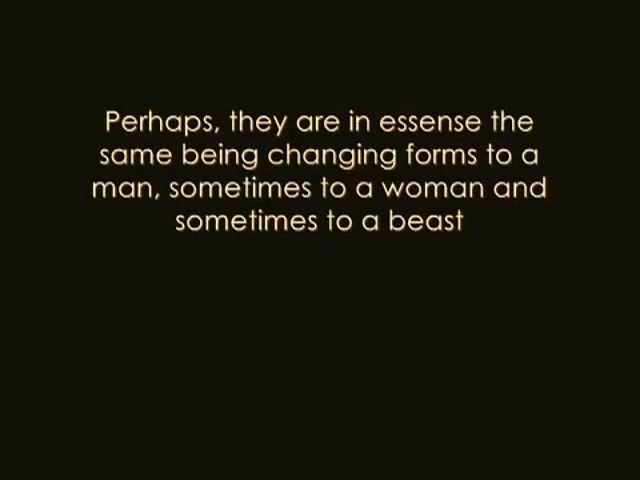 Perhaps, they are in essense the
same being changing forms to a
man, sometimes to a woman and
sometimes to a beast